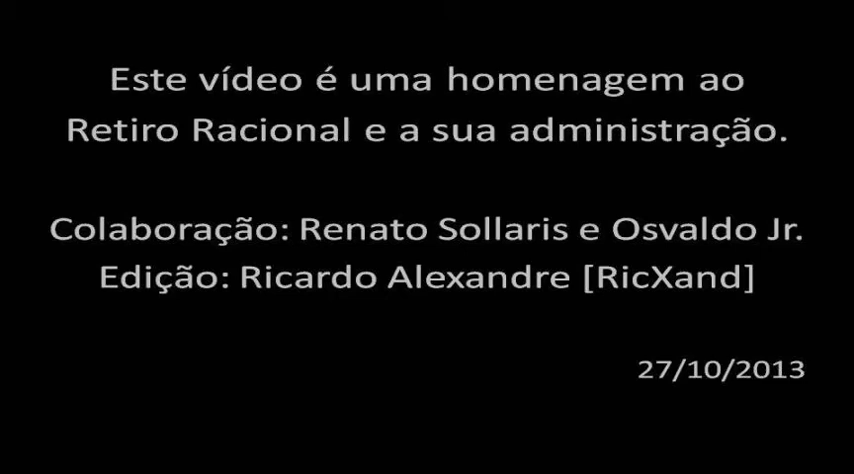 Este vídeo é uma homenagem ao
Retiro Racional e a sua administração.
Colaboração: Renato Sollaris e Osvaldo Jr.
Edição: Ricardo Alexandre [RicXand]
27/10/2013